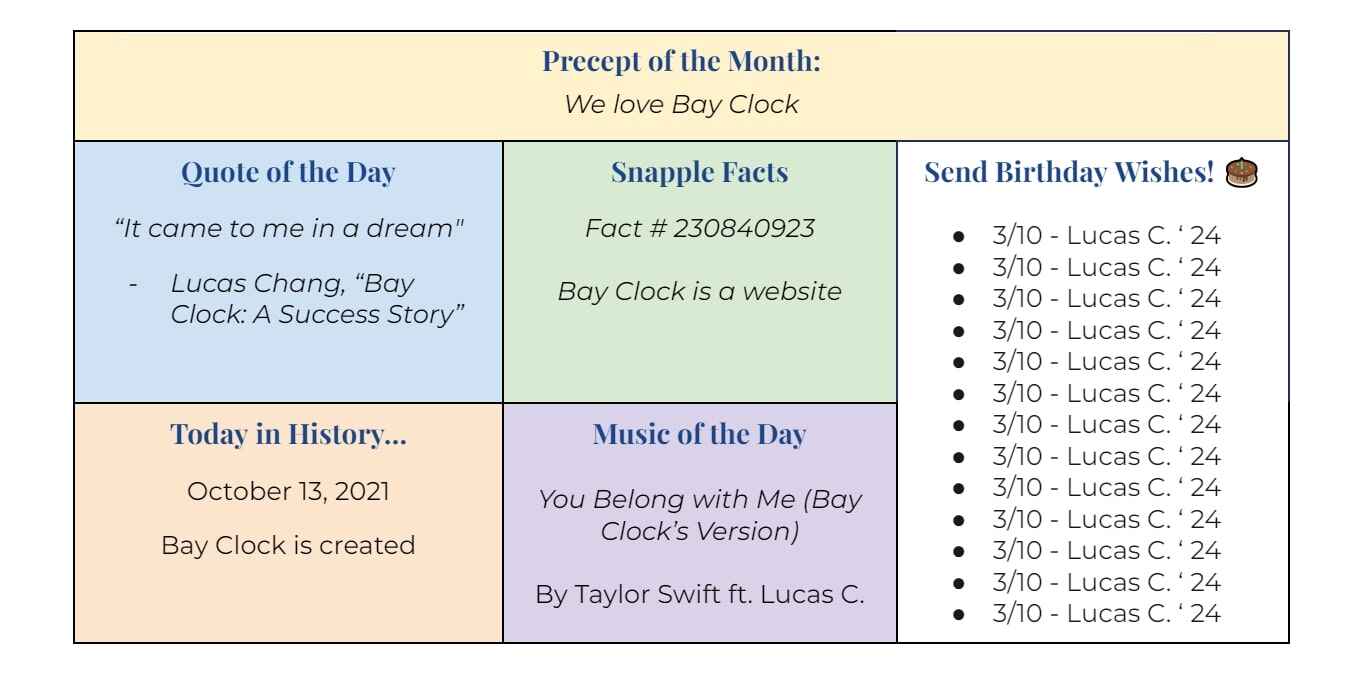 Precept of the Month:
We love Bay Clock
Quote of the Day
“It came to me in a dream"
- Lucas Chang, “Bay
Clock: A Success Story”
Snapple Facts
Fact # 230840923
Bay Clock is a website
Send Birthday Wishes! 🎂
● 3/10 - Lucas C. ‘ 24
● 3/10 - Lucas C. ‘ 24
● 3/10 - Lucas C. ‘ 24
● 3/10 - Lucas C. ‘ 24
● 3/10 - Lucas C. ‘ 24
● 3/10 - Lucas C. ‘ 24
● 3/10 - Lucas C. ‘ 24
● 3/10 - Lucas C. ‘ 24
● 3/10 - Lucas C. ‘ 24
● 3/10 - Lucas C. ‘ 24
● 3/10 - Lucas C. ‘ 24
● 3/10 - Lucas C. ‘ 24
● 3/10 - Lucas C. ‘ 24
Today in History...
October 13, 2021
Bay Clock is created
Music of the Day
You Belong with Me (Bay
Clock’s Version)
By Taylor Swift ft. Lucas C.